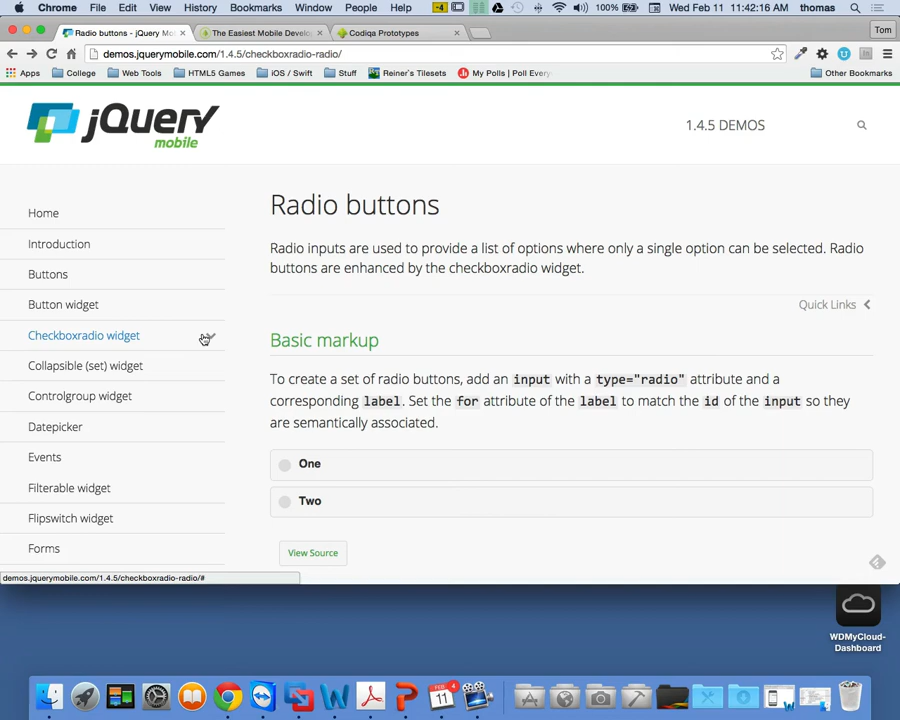 Chrome File Edit View History Bookmarks Window People Help -4 100% Wed Feb 11 11:42:16 AM thomas
Radio buttons - jQuery Mo The Easiest Mobile Develo Codiqa Prototypes Tom
demos.jquerymobile.com/1.4.5/checkboxradio-radio/
Apps College Web Tools HTML5 Games iOS / Swift Stuff Reiner's Tilesets My Polls | Poll Every Other Bookmarks
jQuery
mobile
1.4.5 DEMOS
Home
Introduction
Buttons
Button widget
Checkboxradio widget
Collapsible (set) widget
Controlgroup widget
Datepicker
Events
Filterable widget
Flipswitch widget
Forms
Radio buttons
Radio inputs are used to provide a list of options where only a single option can be selected. Radio
buttons are enhanced by the checkboxradio widget.
Quick Links
Basic markup
To create a set of radio buttons, add an input with a type="radio" attribute and a
corresponding label. Set the for attribute of the label to match the id of the input so they
are semantically associated.
One
Two
View Source
demos.jquerymobile.com/1.4.5/checkboxradio-radio/#
WDMyCloud-
Dashboard
FEB 4
11